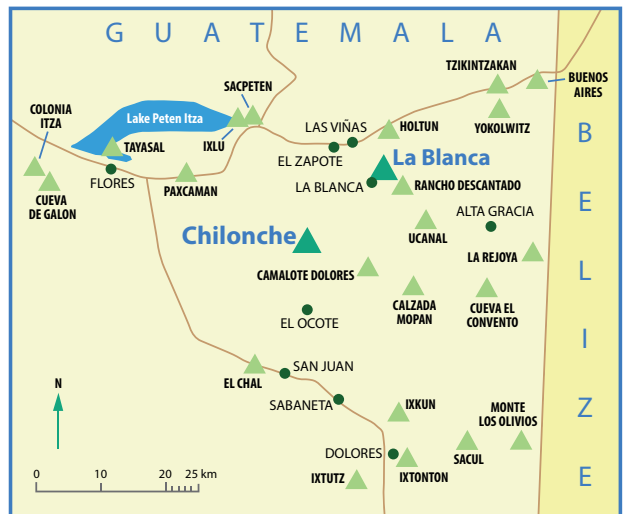 GUATEMALA
BELIZE
TZIKINTZAKAN
BUENOS
AIRES
SACPETEN
COLONIA
ITZA
Lake Peten Itza
YOKOLWITZ
LAS VIÑAS
HOLTUN
TAYASAL
IXLU
EL ZAPOTE
La Blanca
FLORES
PAXCAMAN
LA BLANCA
RANCHO DESCANTADO
CUEVA
DE GALON
ALTA GRACIA
UCANAL
Chilonche
LA REJOYA
CAMALOTE DOLORES
CALZADA
MOPAN
CUEVA EL
CONVENTO
EL OCOTE
SAN JUAN
EL CHAL
N
SABANETA
IXKUN
MONTE
LOS OLIVIOS
DOLORES
SACUL
IXTUTZ
IXTONTON
0 10 20 25 km